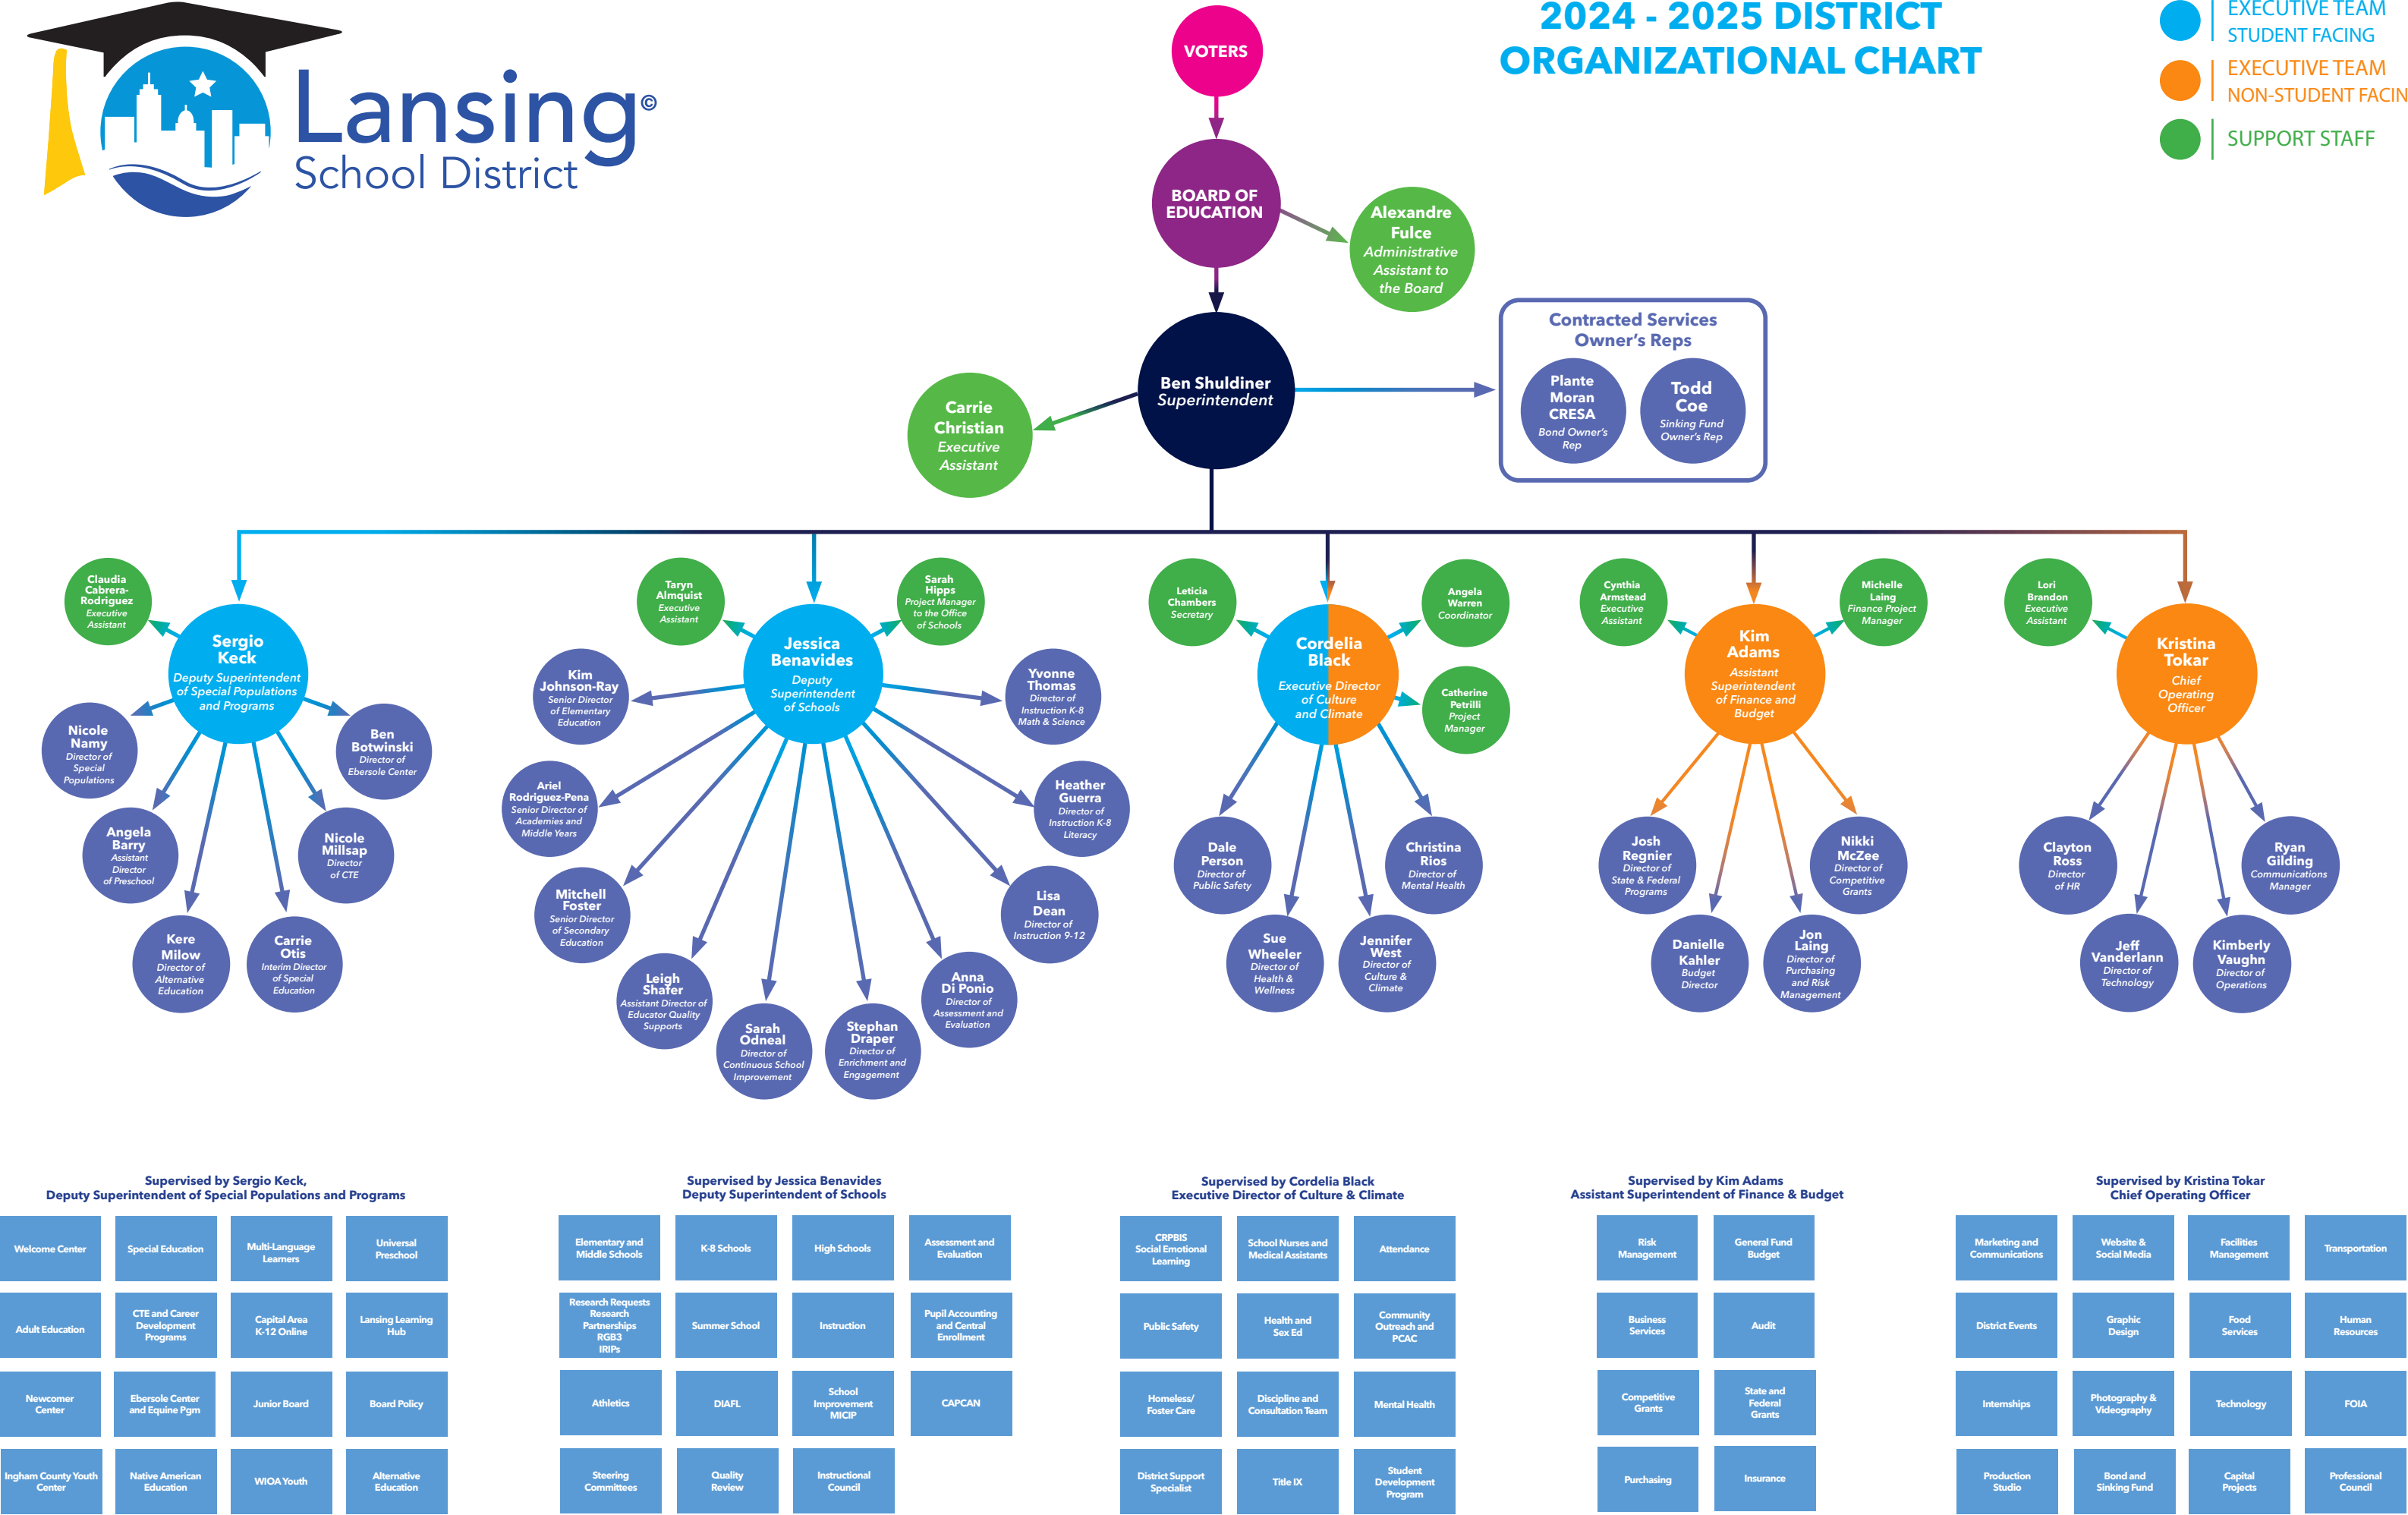 Lansing©
School District
2024 - 2025 DISTRICT
ORGANIZATIONAL CHART
EXECUTIVE TEAM
STUDENT FACING
EXECUTIVE TEAM
NON-STUDENT FACIN
SUPPORT STAFF
VOTERS
BOARD OF
EDUCATION
Alexandre
Fulce
Administrative
Assistant to
the Board
Ben Shuldiner
Superintendent
Carrie
Christian
Executive
Assistant
Contracted Services
Owner's Reps
Plante
Moran
CRESA
Bond Owner's
Rep
Todd
Coe
Sinking Fund
Owner's Rep
Claudia
Cabrera-
Rodriguez
Executive
Assistant
Sergio
Keck
Deputy Superintendent
of Special Populations
and Programs
Nicole
Namy
Director of
Special
Populations
Angela
Barry
Assistant
Director
of Preschool
Kere
Milow
Director of
Alternative
Education
Carrie
Otis
Interim Director
of Special
Education
Nicole
Millsap
Director
of CTE
Ben
Botwinski
Director of
Ebersole Center
Taryn
Almquist
Executive
Assistant
Sarah
Hipps
Project Manager
to the Office
of Schools
Jessica
Benavides
Deputy
Superintendent
of Schools
Kim
Johnson-Ray
Senior Director
of Elementary
Education
Ariel
Rodriguez-Pena
Senior Director of
Academies and
Middle Years
Mitchell
Foster
Senior Director
of Secondary
Education
Leigh
Shafer
Assistant Director of
Educator Quality
Supports
Sarah
Odneal
Director of
Continuous School
Improvement
Stephan
Draper
Director of
Enrichment and
Engagement
Anna
Di Ponio
Director of
Assessment and
Evaluation
Lisa
Dean
Director of
Instruction 9-12
Heather
Guerra
Director of
Instruction K-8
Literacy
Yvonne
Thomas
Director of
Instruction K-8
Math & Science
Leticia
Chambers
Secretary
Angela
Warren
Coordinator
Catherine
Petrilli
Project
Manager
Cordelia
Black
Executive Director
of Culture
and Climate
Dale
Person
Director of
Public Safety
Sue
Wheeler
Director of
Health &
Wellness
Jennifer
West
Director of
Culture &
Climate
Christina
Rios
Director of
Mental Health
Cynthia
Armstead
Executive
Assistant
Michelle
Laing
Finance Project
Manager
Kim
Adams
Assistant
Superintendent
of Finance and
Budget
Josh
Regnier
Director of
State & Federal
Programs
Danielle
Kahler
Budget
Director
Jon
Laing
Director of
Purchasing
and Risk
Management
Nikki
McZee
Director of
Competitive
Grants
Lori
Brandon
Executive
Assistant
Kristina
Tokar
Chief
Operating
Officer
Clayton
Ross
Director
of HR
Jeff
Vanderlann
Director of
Technology
Kimberly
Vaughn
Director of
Operations
Ryan
Gilding
Communications
Manager
Supervised by Sergio Keck,
Deputy Superintendent of Special Populations and Programs
Welcome Center
Special Education
Multi-Language
Learners
Universal
Preschool
Adult Education
CTE and Career
Development
Programs
Capital Area
K-12 Online
Lansing Learning
Hub
Newcomer
Center
Ebersole Center
and Equine Pgm
Junior Board
Board Policy
Ingham County Youth
Center
Native American
Education
WIOA Youth
Alternative
Education
Supervised by Jessica Benavides
Deputy Superintendent of Schools
Elementary and
Middle Schools
K-8 Schools
High Schools
Assessment and
Evaluation
Research Requests
Research
Partnerships
RGB3
IRIPs
Summer School
Instruction
Pupil Accounting
and Central
Enrollment
Athletics
DIAFL
School
Improvement
MICIP
CAPCAN
Steering
Committees
Quality
Review
Instructional
Council
Supervised by Cordelia Black
Executive Director of Culture & Climate
CRPBIS
Social Emotional
Learning
School Nurses and
Medical Assistants
Attendance
Public Safety
Health and
Sex Ed
Community
Outreach and
PCAC
Homeless/
Foster Care
Discipline and
Consultation Team
Mental Health
District Support
Specialist
Title IX
Student
Development
Program
Supervised by Kim Adams
Assistant Superintendent of Finance & Budget
Risk
Management
General Fund
Budget
Business
Services
Audit
Competitive
Grants
State and
Federal
Grants
Purchasing
Insurance
Supervised by Kristina Tokar
Chief Operating Officer
Marketing and
Communications
Website &
Social Media
Facilities
Management
Transportation
District Events
Graphic
Design
Food
Services
Human
Resources
Internships
Photography &
Videography
Technology
FOIA
Production
Studio
Bond and
Sinking Fund
Capital
Projects
Professional
Council